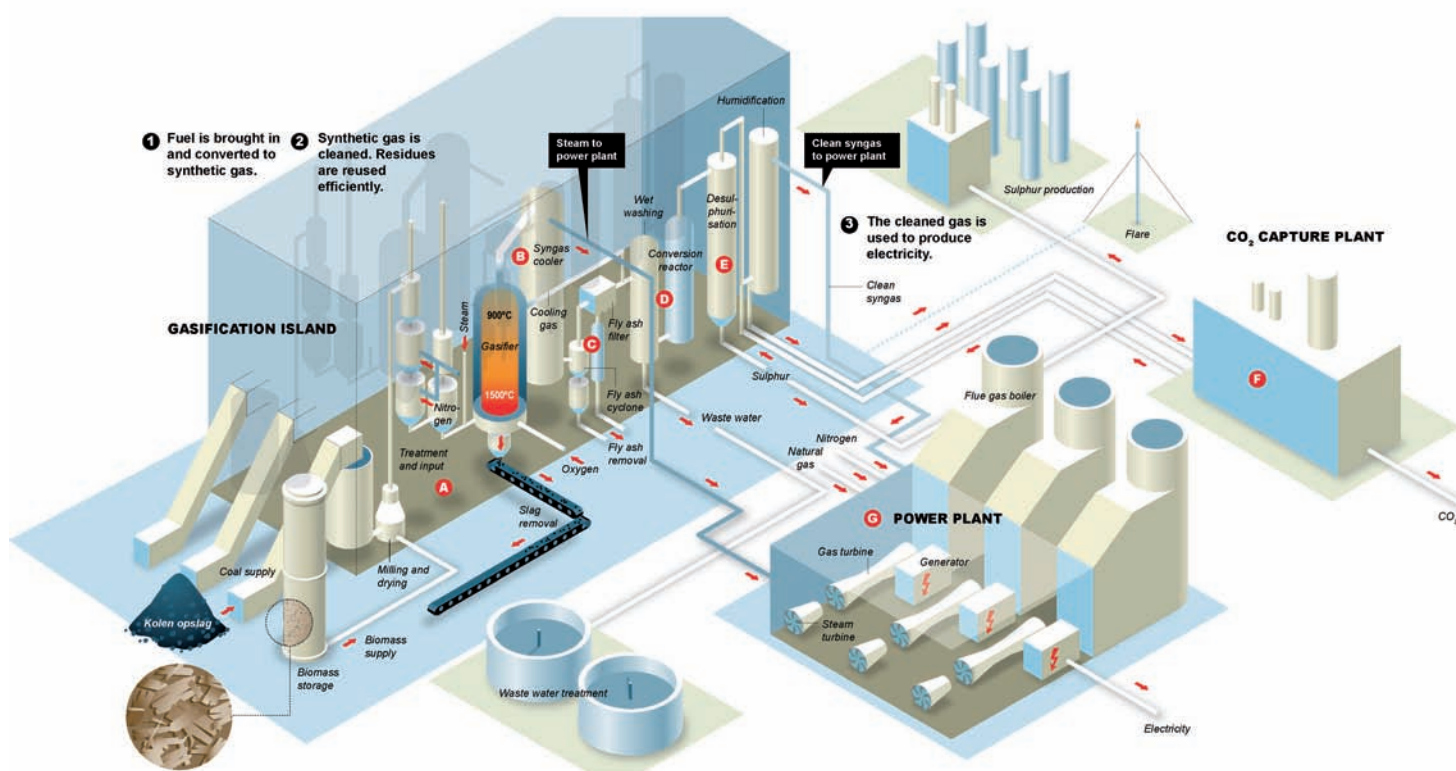 1 Fuel is brought in
and converted to
synthetic gas.
2 Synthetic gas is
cleaned. Residues
are reused
efficiently.
Steam to
power plant
Humidification
Clean syngas
to power plant
Wet
washing
Desul-
phuri-
sation
Sulphur production
Flare
3 The cleaned gas is
used to produce
electricity.
CO₂ CAPTURE PLANT
B
Syngas
cooler
Conversion
reactor
E
D
Clean
syngas
GASIFICATION ISLAND
Steam
900ºC
Gasifier
1500ºC
Cooling
gas
Fly ash
filter
C
Fly ash
cyclone
Sulphur
Flue gas boiler
F
Nitro-
gen
Waste water
Nitrogen
Natural
gas
Treatment
and input
A
Oxygen
Fly ash
removal
Slag
removal
G POWER PLANT
CO₂
Gas turbine
Generator
Coal supply
Milling and
drying
Kolen opslag
Steam
turbine
Biomass
supply
Biomass
storage
Waste water treatment
Electricity